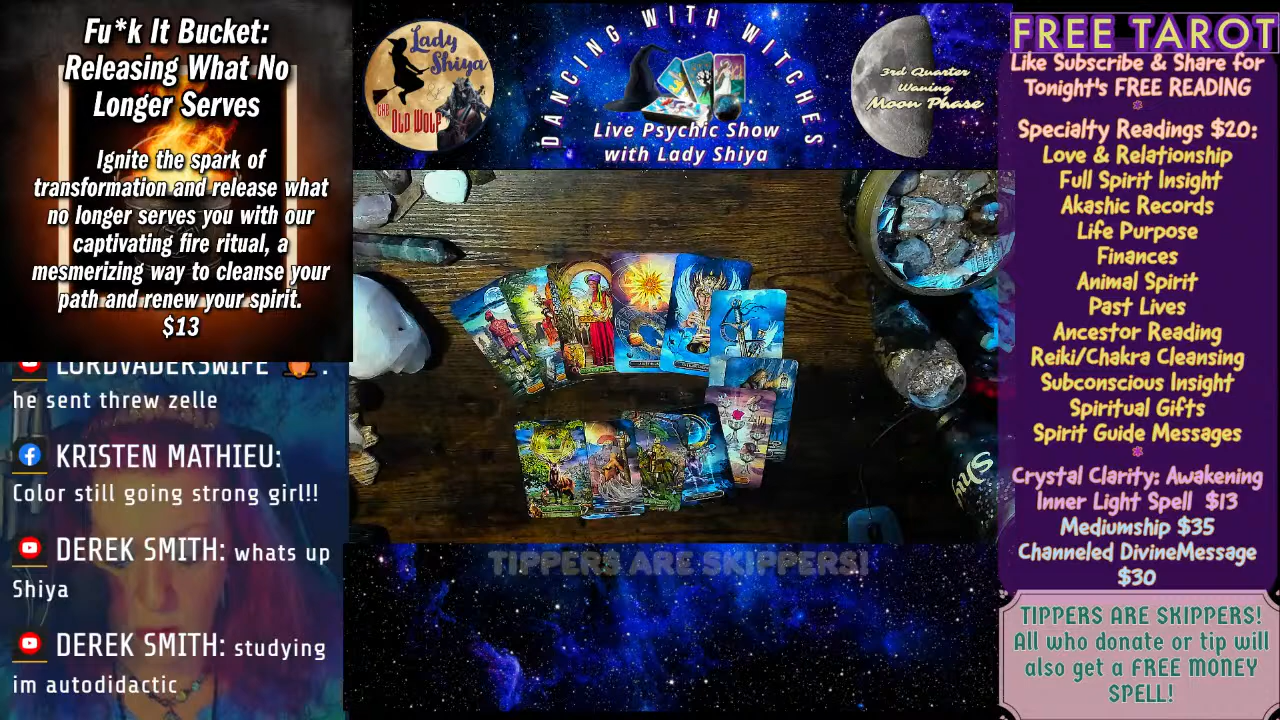 Fu*k It Bucket:
Releasing What No
Longer Serves
Ignite the spark of
transformation and release what
no longer serves you with our
captivating fire ritual, a
mesmerizing way to cleanse your
path and renew your spirit.
$13
LORDVADERSWIFE :
he sent threw zelle
KRISTEN MATHIEU:
Color still going strong girl!!
DEREK SMITH: whats up
Shiya
DEREK SMITH: studying
im autodidactic
Lady
Shiya
the
OLD WOLF
DANCING WITH WITCHES
Live Psychic Show
with Lady Shiya
3rd Quarter
Waning
Moon Phase
TIPPERS ARE SKIPPERS!
FREE TAROT
Like Subscribe & Share for
Tonight's FREE READING
*
Specialty Readings $20:
Love & Relationship
Full Spirit Insight
Akashic Records
Life Purpose
Finances
Animal Spirit
Past Lives
Ancestor Reading
Reiki/Chakra Cleansing
Subconscious Insight
Spiritual Gifts
Spirit Guide Messages
*
Crystal Clarity: Awakening
Inner Light Spell $13
Mediumship $35
Channeled DivineMessage
$30
TIPPERS ARE SKIPPERS!
All who donate or tip will
also get a FREE MONEY
SPELL!